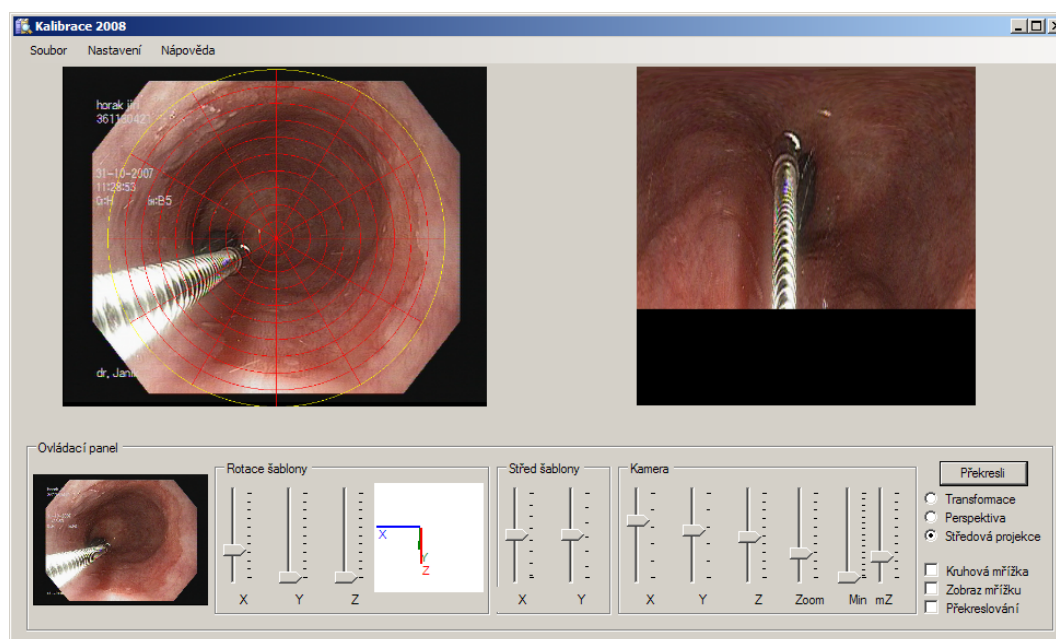 Kalibrace 2008
Soubor Nastavení Nápověda
horak jiri
361130421
31-10-2007
11:28:53
dr. Jani
Ovládací panel
Rotace šablony
X Y Z
X
Y
Z
Střed šablony
X Y
Kamera
X Y Z Zoom Min mZ
Překresli
Transformace
Perspektiva
Středová projekce
Kruhová mřížka
Zobraz mřížku
Překreslování